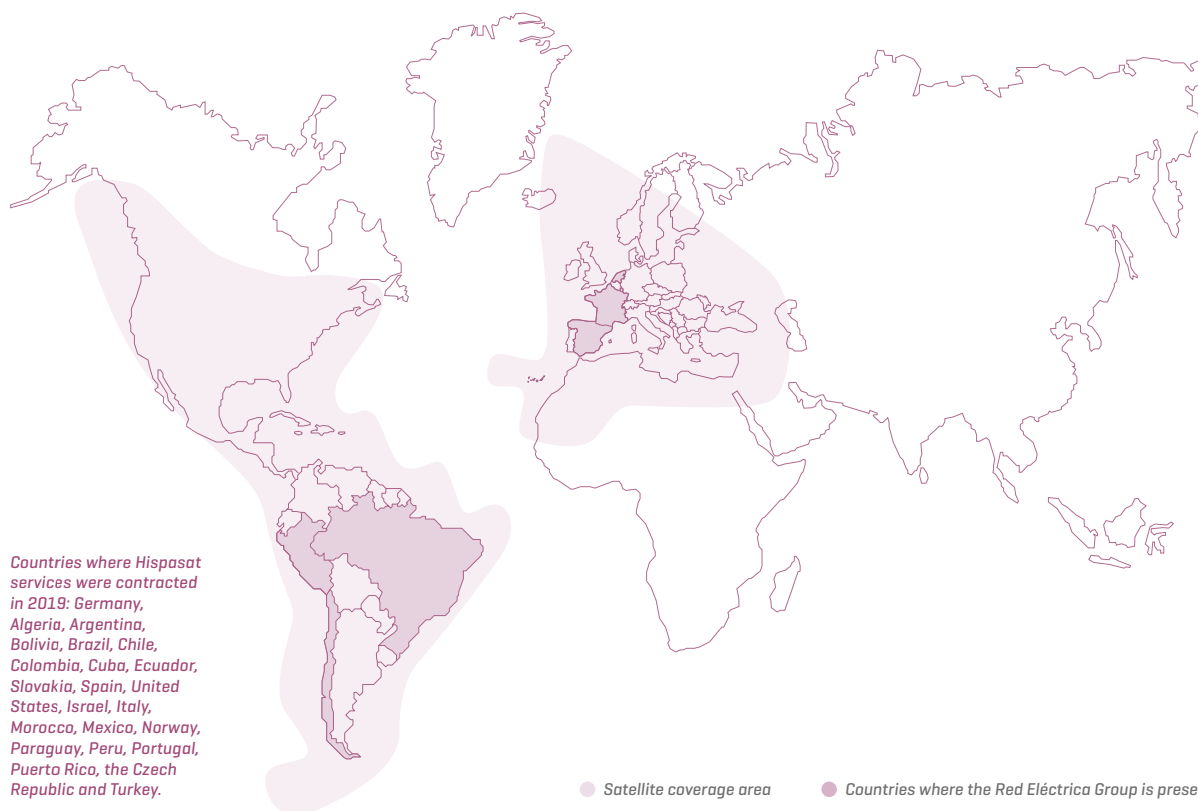 Countries where Hispasat
services were contracted
in 2019: Germany,
Algeria, Argentina,
Bolivia, Brazil, Chile,
Colombia, Cuba, Ecuador,
Slovakia, Spain, United
States, Israel, Italy,
Morocco, Mexico, Norway,
Paraguay, Peru, Portugal,
Puerto Rico, the Czech
Republic and Turkey.
Satellite coverage area
Countries where the Red Eléctrica Group is prese